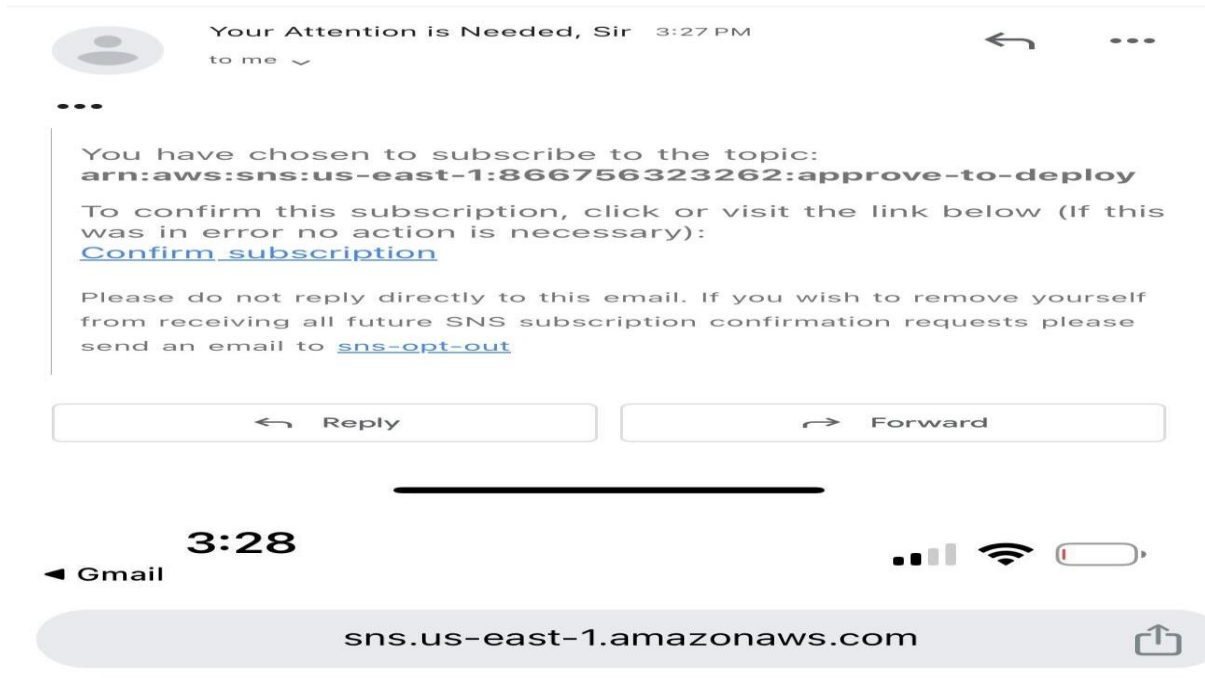 Your Attention is Needed, Sir 3:27 PM
to me
You have chosen to subscribe to the topic:
arn:aws:sns:us-east-1:866756323262:approve-to-deploy
To confirm this subscription, click or visit the link below (If this
was in error no action is necessary):
Confirm subscription
Please do not reply directly to this email. If you wish to remove yourself
from receiving all future SNS subscription confirmation requests please
send an email to sns-opt-out
Reply
Forward
3:28
Gmail
sns.us-east-1.amazonaws.com